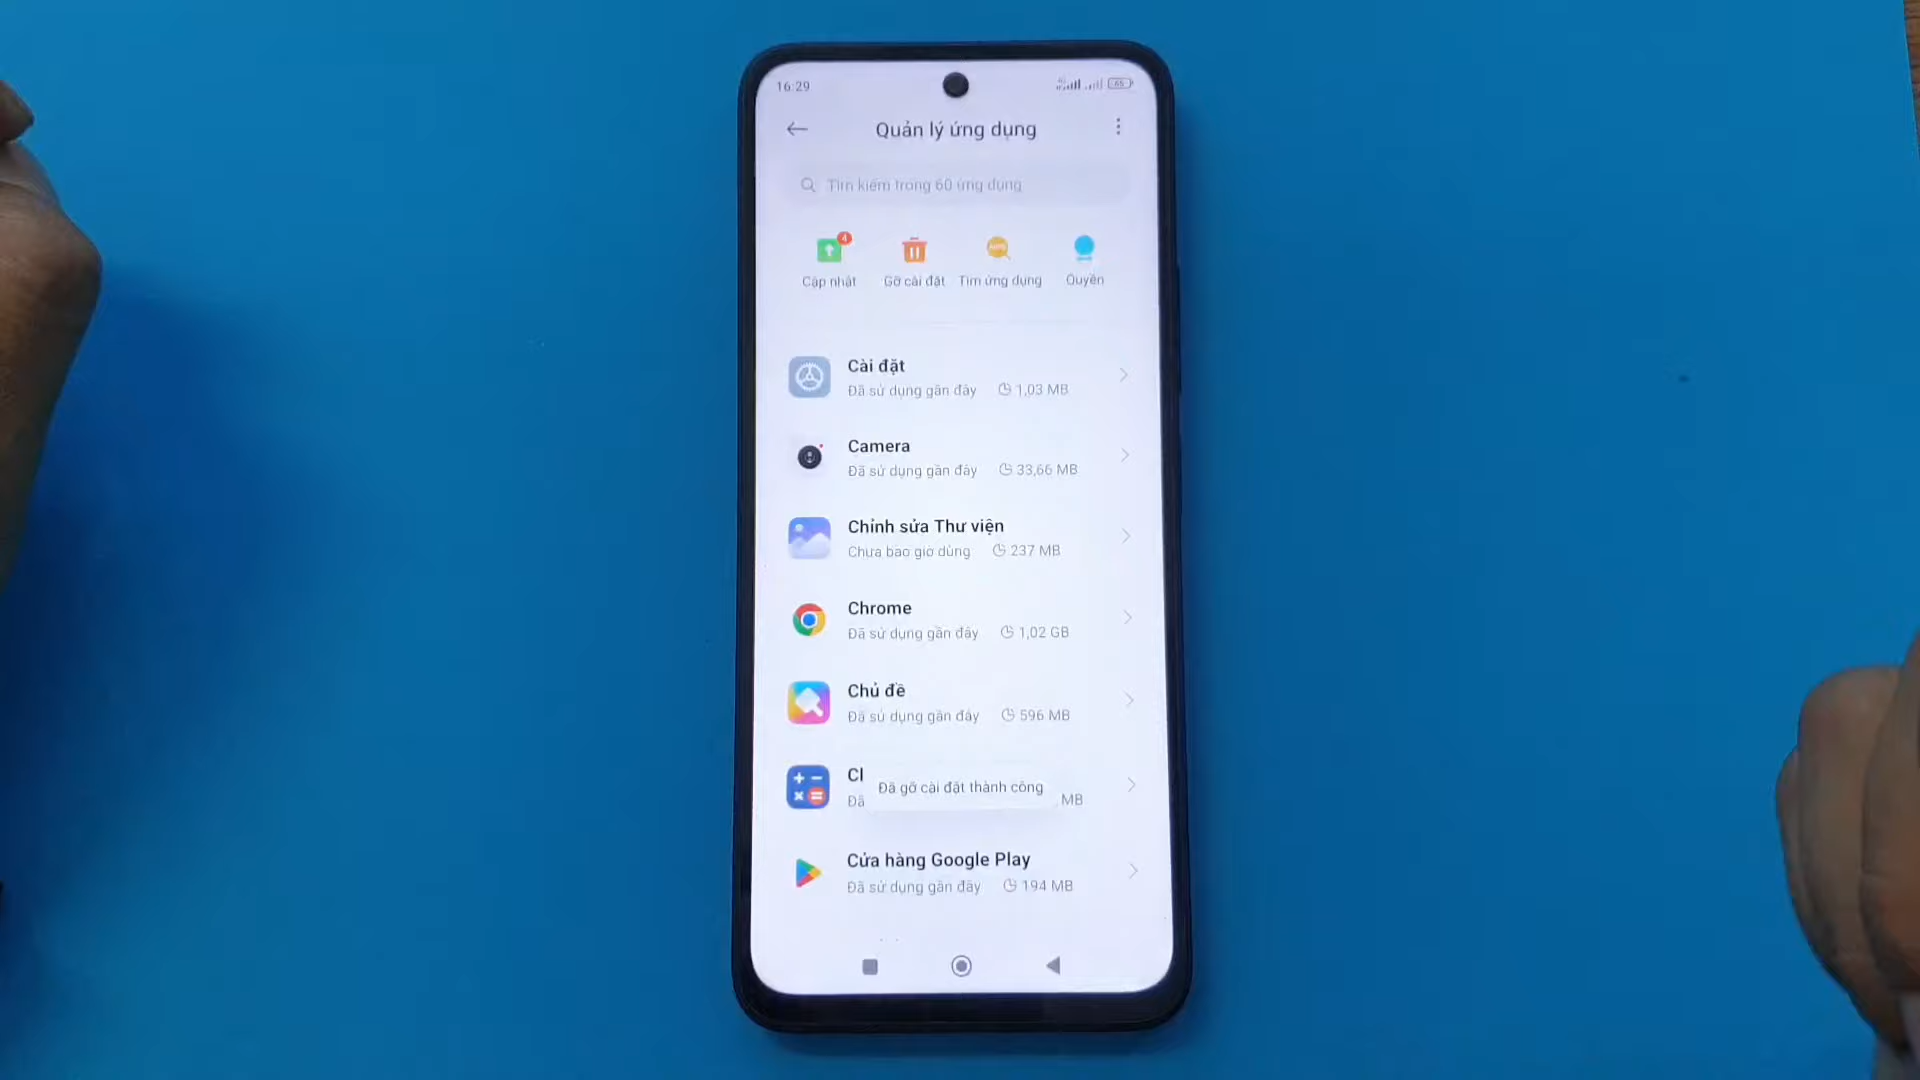 16:29
65
Quản lý ứng dụng
Tìm kiếm trong 60 ứng dụng
4
Cập nhật
Gỡ cài đặt
Tìm ứng dụng
Quyền
Cài đặt
Đã sử dụng gần đây 1,03 MB
Camera
Đã sử dụng gần đây 33,66 MB
Chỉnh sửa Thư viện
Chưa bao giờ dùng 237 MB
Chrome
Đã sử dụng gần đây 1,02 GB
Chủ đề
Đã sử dụng gần đây 596 MB
Đã gỡ cài đặt thành công
Đã MB
Cửa hàng Google Play
Đã sử dụng gần đây 194 MB